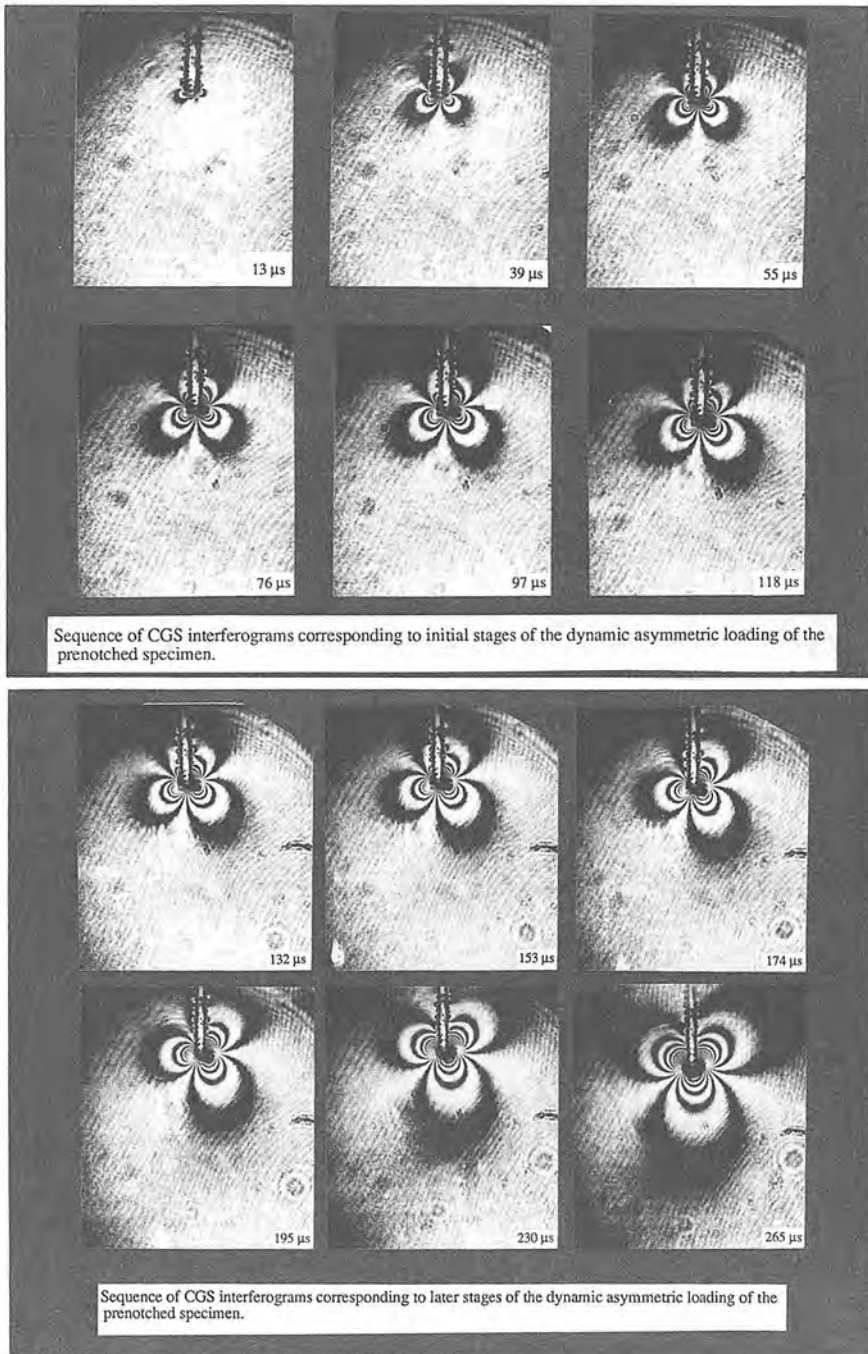 13 μs
39 μs
55 μs
76 μs
97 μs
118 μs
Sequence of CGS interferograms corresponding to initial stages of the dynamic asymmetric loading of the
prenotched specimen.
132 μs
153 μs
174 μs
195 μs
230 μs
265 μs
Sequence of CGS interferograms corresponding to later stages of the dynamic asymmetric loading of the
prenotched specimen.